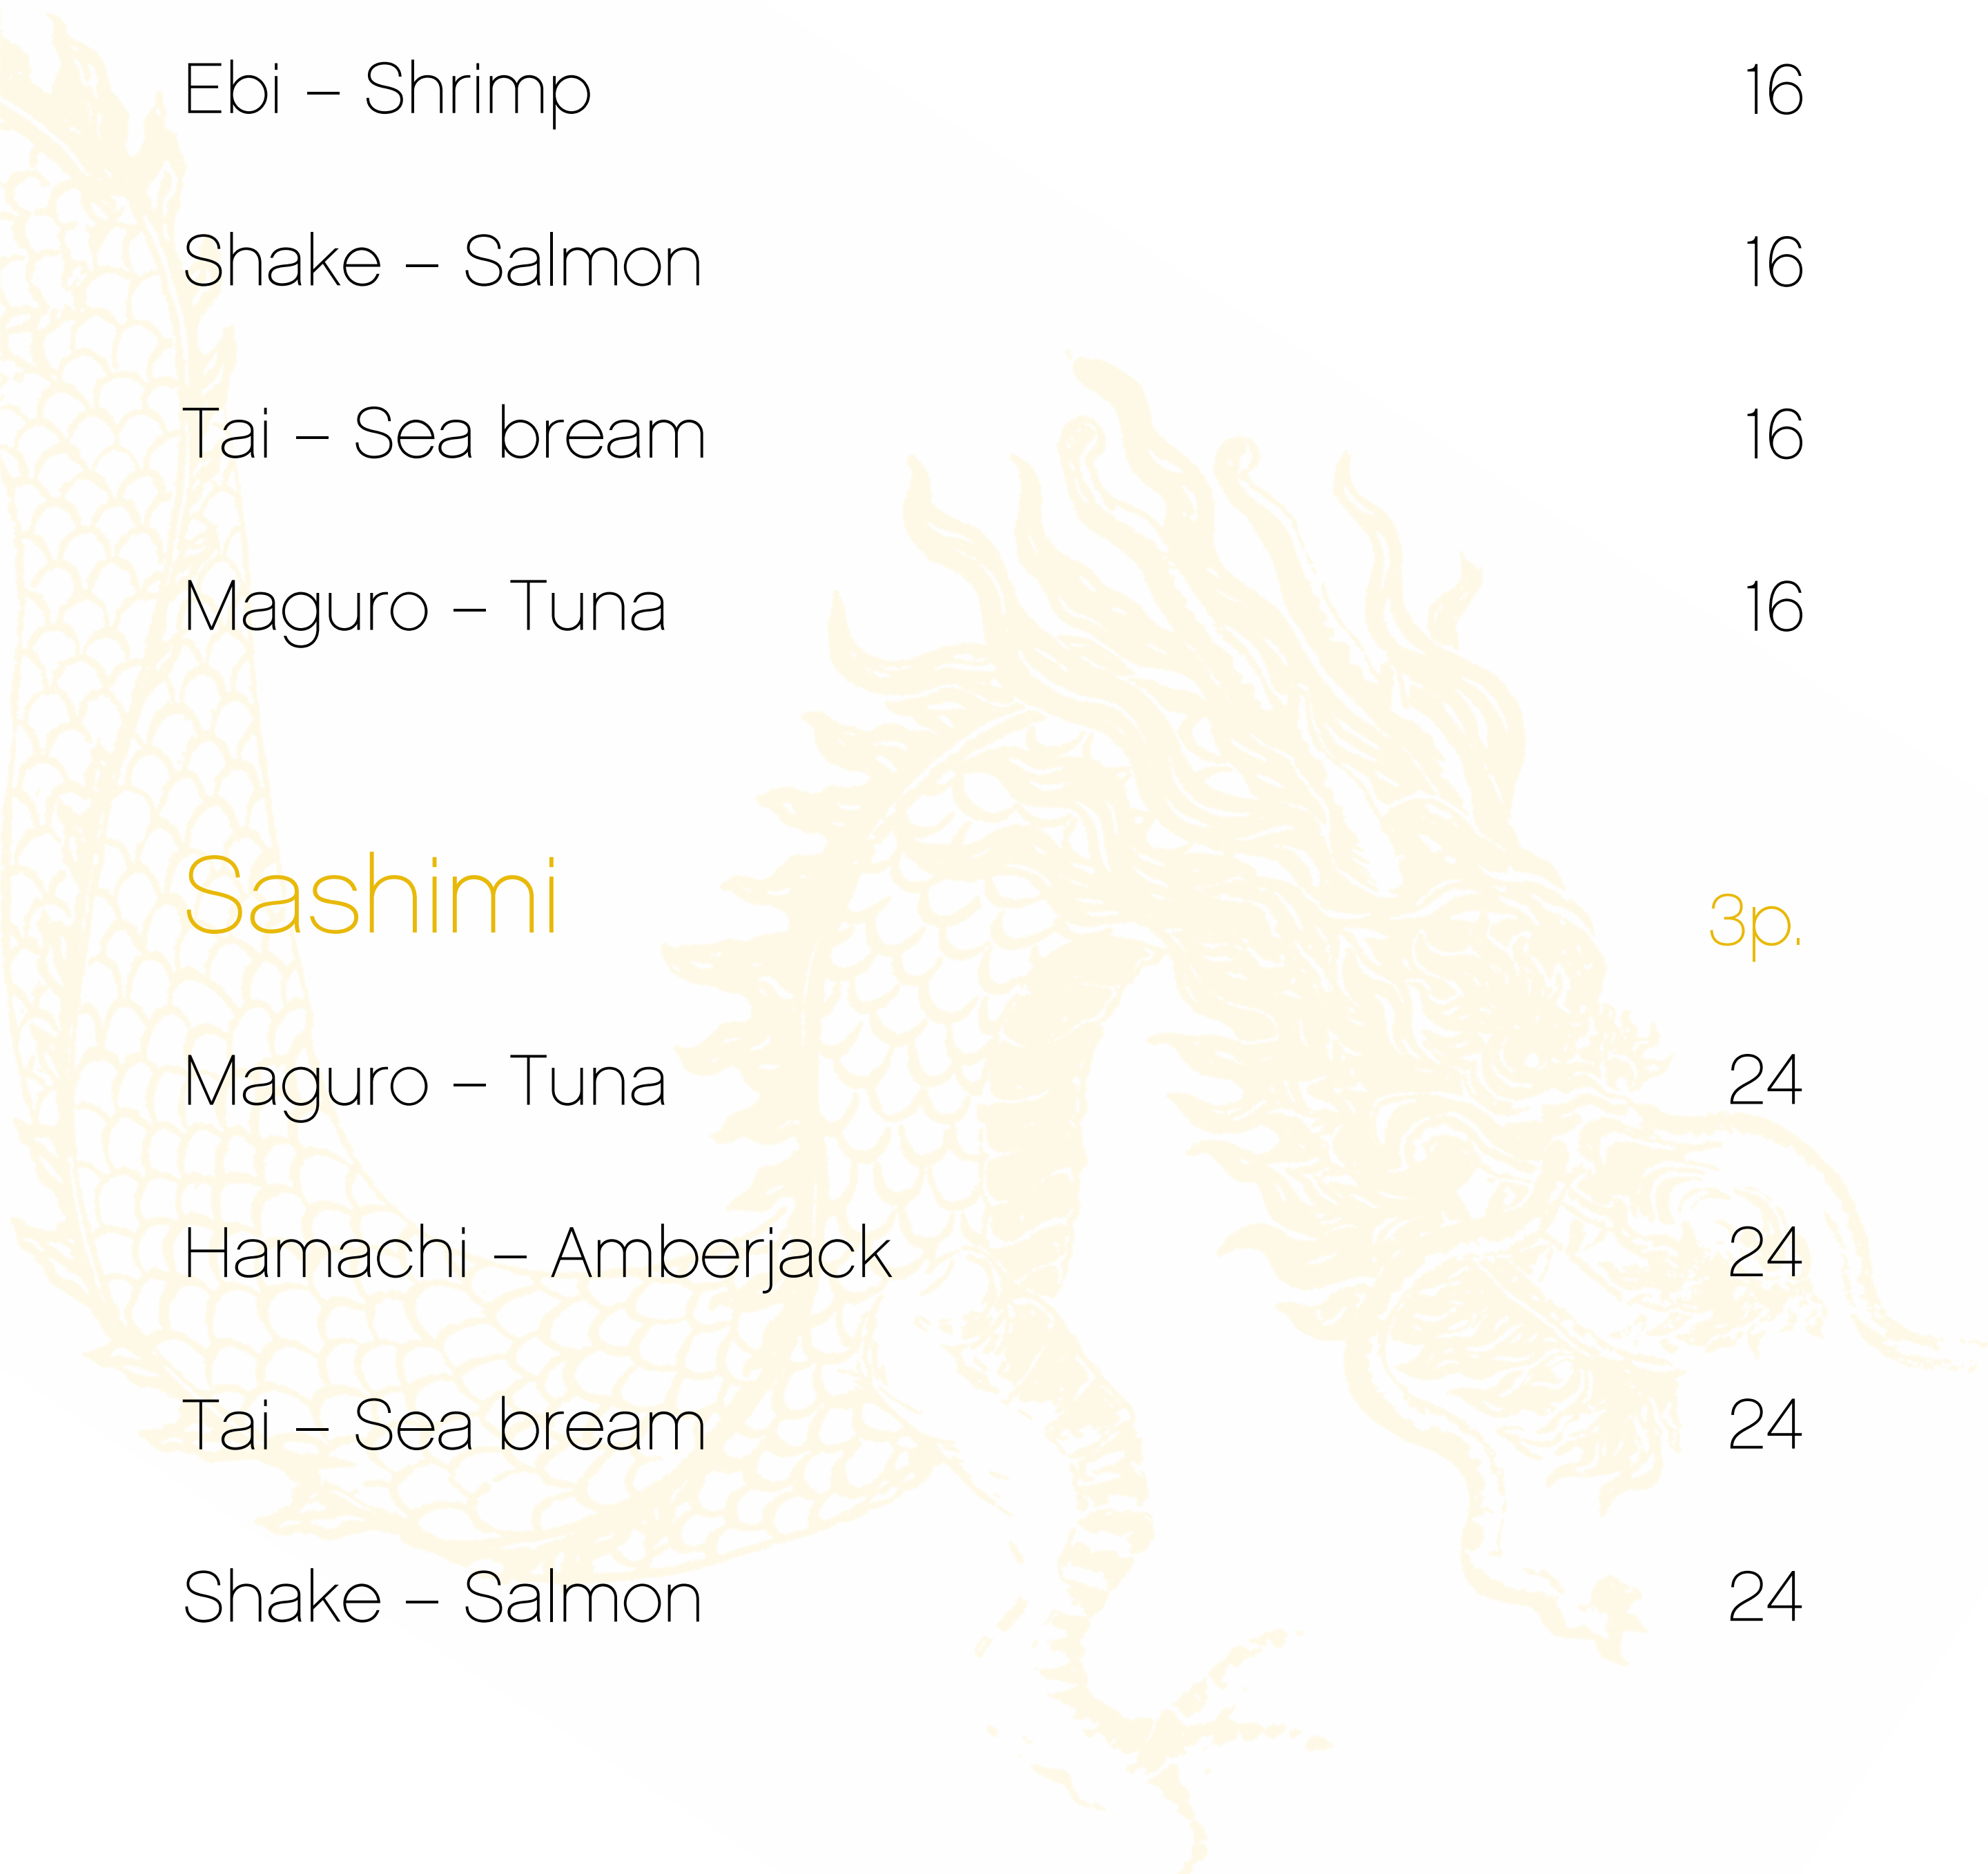 Ebi – Shrimp 16
Shake – Salmon 16
Tai – Sea bream 16
Maguro – Tuna 16
Sashimi 3p.
Maguro – Tuna 24
Hamachi – Amberjack 24
Tai – Sea bream 24
Shake – Salmon 24